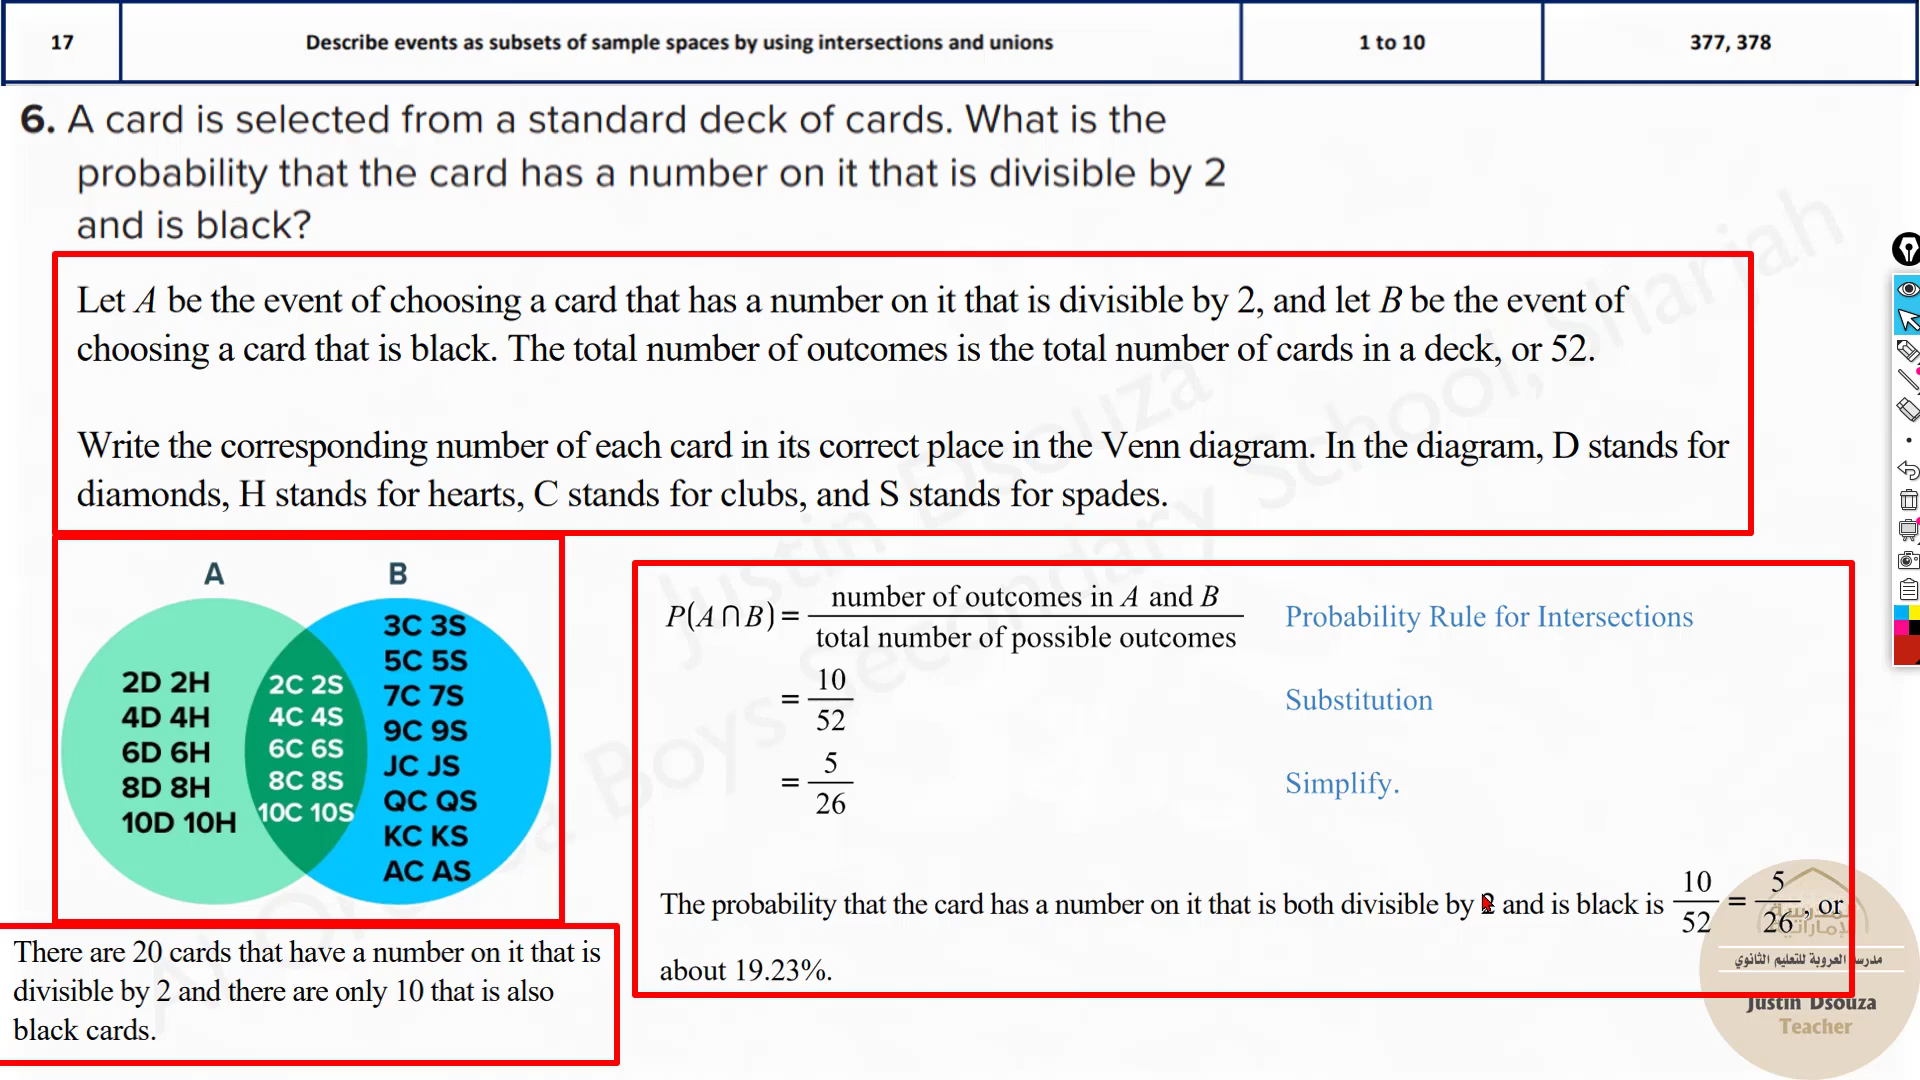 17
Describe events as subsets of sample spaces by using intersections and unions
1 to 10
377, 378
6. A card is selected from a standard deck of cards. What is the
probability that the card has a number on it that is divisible by 2
and is black?
Let A be the event of choosing a card that has a number on it that is divisible by 2, and let B be the event of
choosing a card that is black. The total number of outcomes is the total number of cards in a deck, or 52.
Write the corresponding number of each card in its correct place in the Venn diagram. In the diagram, D stands for
diamonds, H stands for hearts, C stands for clubs, and S stands for spades.
A
B
2D 2H
4D 4H
6D 6H
8D 8H
10D 10H
2C 2S
4C 4S
6C 6S
8C 8S
10C 10S
3C 3S
5C 5S
7C 7S
9C 9S
JC JS
QC QS
KC KS
AC AS
There are 20 cards that have a number on it that is
divisible by 2 and there are only 10 that is also
black cards.
P(A∩B) = number of outcomes in A and B / total number of possible outcomes
Probability Rule for Intersections
= 10/52
Substitution
= 5/26
Simplify.
The probability that the card has a number on it that is both divisible by 2 and is black is 10/52 = 5/26, or
about 19.23%.
مدرسة العروبة للتعليم الثانوي
Justin Dsouza
Teacher
Justin Dsouza
Boys Secondary School, Sharjah